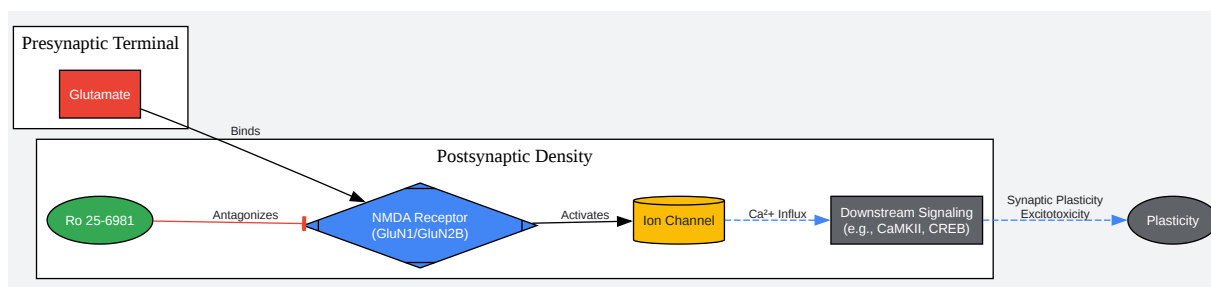 Presynaptic Terminal
Glutamate
Binds
Postsynaptic Density
Ro 25-6981
Antagonizes
NMDA Receptor
(GluN1/GluN2B)
Activates
Ion Channel
Ca²+ Influx
Downstream Signaling
(e.g., CaMKII, CREB)
Synaptic Plasticity
Excitotoxicity
Plasticity